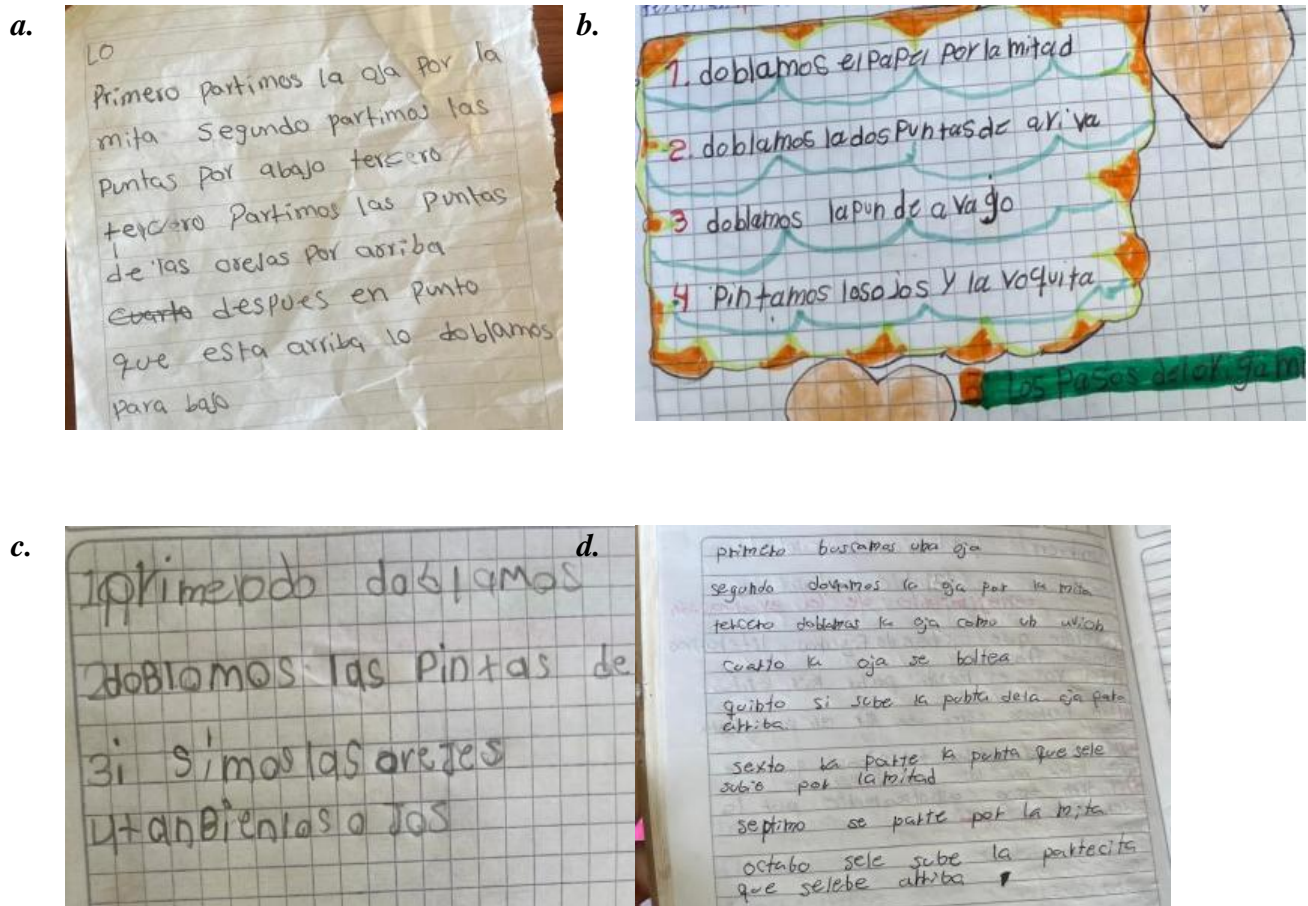 a.
LO
Primero partimos la oja por la
mita segundo partimos las
puntas por abajo tercero
tercero partimos las puntas
de las orejas por arriba
cuarto despues en punto
que esta arriba lo doblamos
para bajo
b.
1. doblamos el papel por la mitad
2. doblamos la dos puntas de ariva
3 doblamos la pun de avajo
4 Pintamos los ojos y la voquita
Los Pasos del origami
c.
1 primerodo doblamos
2 doBlamos las Pintas de
3 i simos las orejes
4 tanBien las o jos
d.
primero buscamos una oja
segundo la oja por la mita
tercero doblamos la oja como un avion
cuarto la oja se boltea
quinto si sube la punta dela oja para
arriba.
sexto la parte la punta que sele
subio por la mitad
septimo se parte por la mita
octabo sele sube la partecita
que selebe arriba